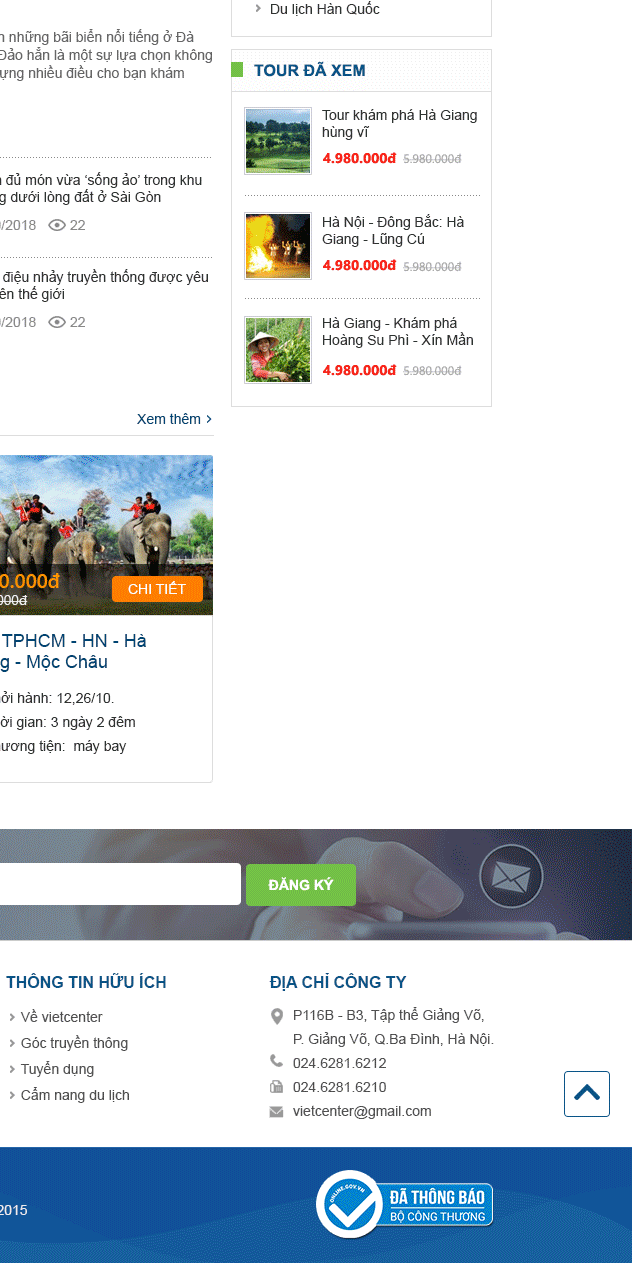 Du lịch Hàn Quốc
những bãi biển nổi tiếng ở Đà
Đảo hẳn là một sự lựa chọn không
ựng nhiều điều cho bạn khám
đủ món vừa ‘sống ảo’ trong khu
g dưới lòng đất ở Sài Gòn
/2018 22
điệu nhảy truyền thống được yêu
ên thế giới
/2018 22
Xem thêm
TOUR ĐÃ XEM
Tour khám phá Hà Giang
hùng vĩ
4.980.000đ 5.980.000đ
Hà Nội - Đông Bắc: Hà
Giang - Lũng Cú
4.980.000đ 5.980.000đ
Hà Giang - Khám phá
Hoàng Su Phì - Xín Mần
4.980.000đ 5.980.000đ
0.000đ
000đ
CHI TIẾT
TPHCM - HN - Hà
g - Mộc Châu
ởi hành: 12,26/10.
ời gian: 3 ngày 2 đêm
ương tiện: máy bay
ĐĂNG KÝ
THÔNG TIN HỮU ÍCH
Về vietcenter
Góc truyền thông
Tuyển dụng
Cẩm nang du lịch
ĐỊA CHỈ CÔNG TY
P116B - B3, Tập thể Giảng Võ,
P. Giảng Võ, Q.Ba Đình, Hà Nội.
024.6281.6212
024.6281.6210
vietcenter@gmail.com
2015
ONLINE.GOV.VN
ĐÃ THÔNG BÁO
BỘ CÔNG THƯƠNG